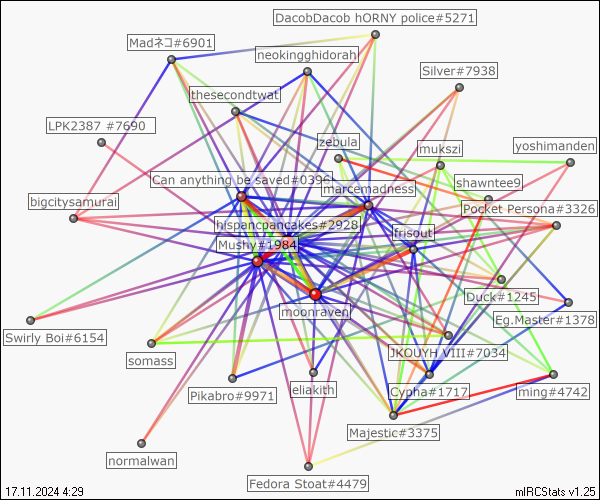 DacobDacob hORNY police#5271
Madネコ#6901
neokingghidorah
Silver#7938
thesecondtwat
LPK2387 #7690
zebula
mukszi
yoshimanden
Can anything be saved#0396
marcemadness
shawntee9
bigcitysamurai
Pocket Persona#3326
hispancpancakes#2928
frisout
Mushy#1984
Duck#1245
moonraven
Eg.Master#1378
Swirly Boi#6154
JKOUYH VIII#7034
somass
Pikabro#9971
eliakith
Cypha#1717
ming#4742
Majestic#3375
normalwan
Fedora Stoat#4479
17.11.2024 4:29
mIRCStats v1.25